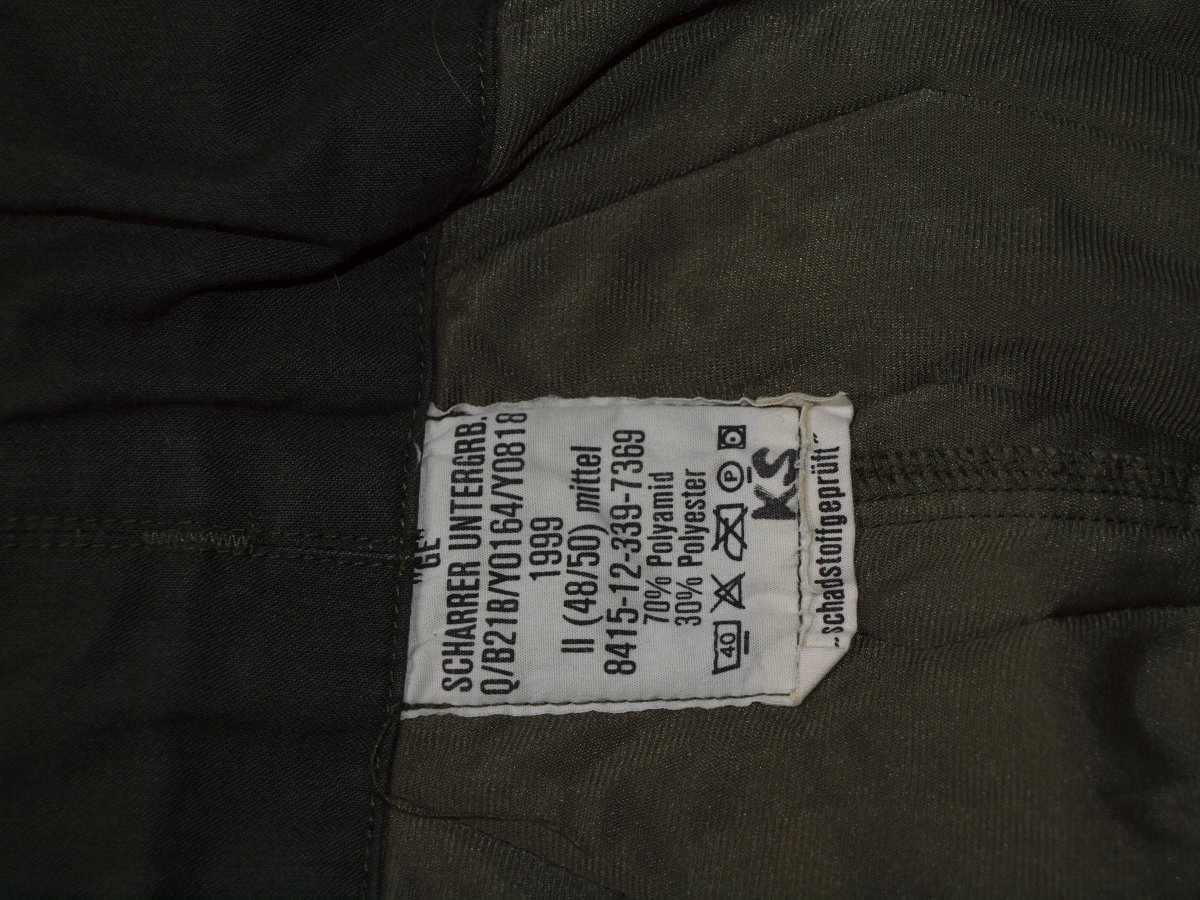 "GE"
SCHARRER UNTERGRB.
Q/B21B/Y0164/Y0818
1999
II (48/50) mittel
8415-12-339-7369
70% Polyamid
30% Polyester
40 P
KS
"schadstoffgeprüft"